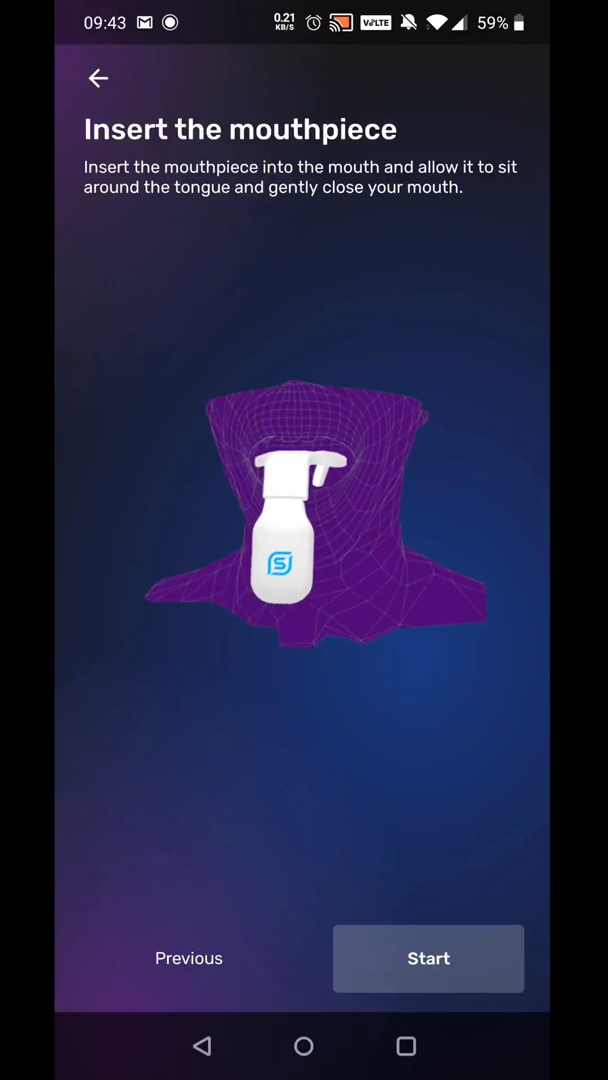 09:43
0.21
KB/S
VoLTE
59%
Insert the mouthpiece
Insert the mouthpiece into the mouth and allow it to sit
around the tongue and gently close your mouth.
S
Previous
Start